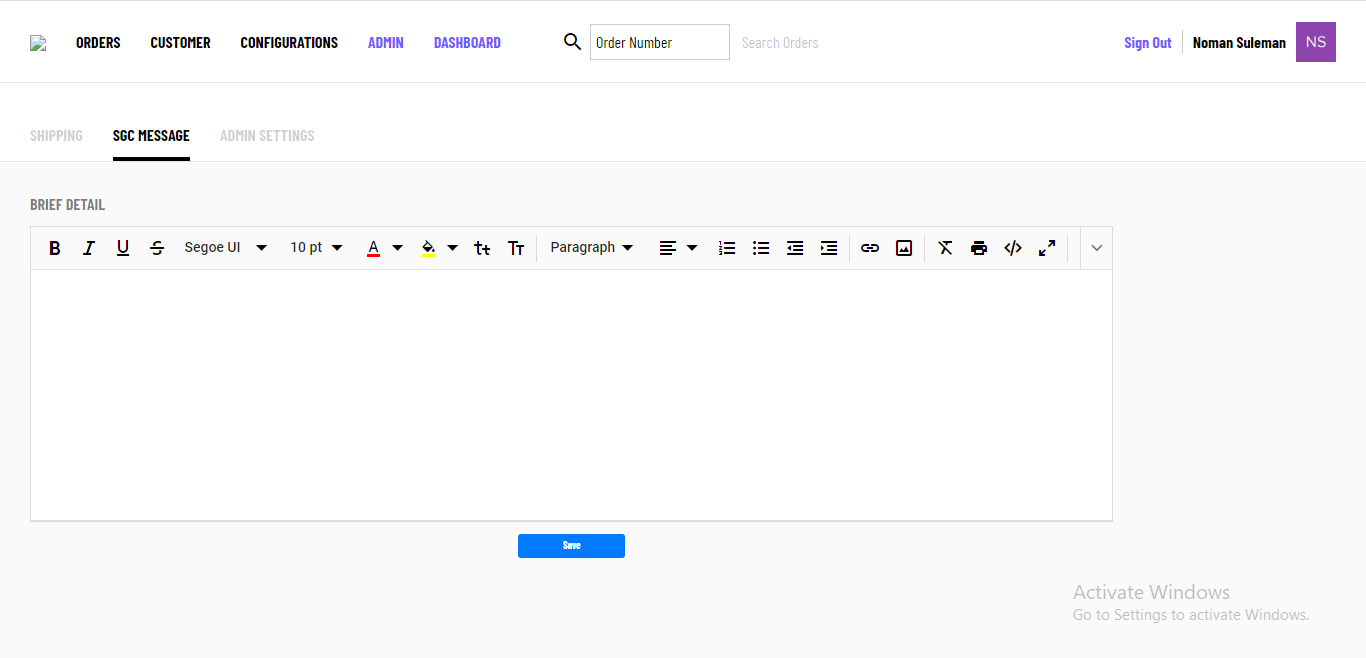 ORDERS CUSTOMER CONFIGURATIONS ADMIN DASHBOARD Order Number Search Orders Sign Out Noman Suleman NS
SHIPPING SGC MESSAGE ADMIN SETTINGS
BRIEF DETAIL
B I U S Segoe UI 10 pt A Tt Paragraph
Save
Activate Windows
Go to Settings to activate Windows.